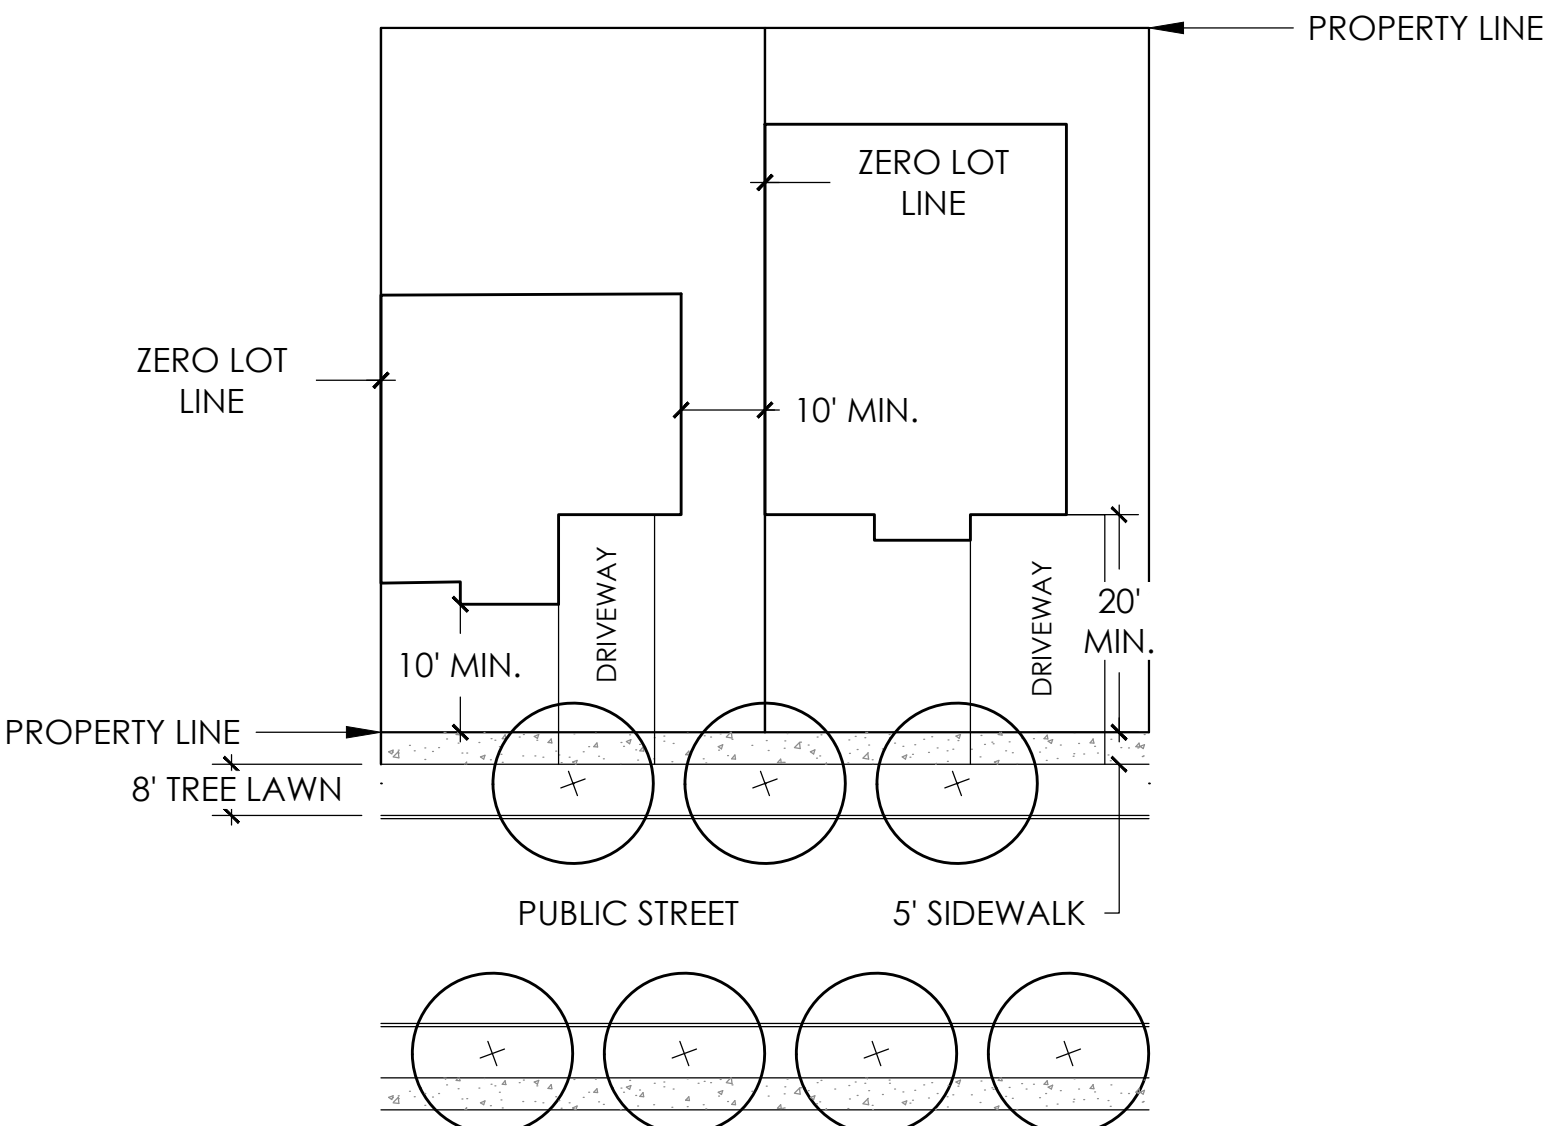 PROPERTY LINE
ZERO LOT
LINE
ZERO LOT
LINE
10' MIN.
DRIVEWAY
DRIVEWAY
20'
MIN.
10' MIN.
PROPERTY LINE
8' TREE LAWN
PUBLIC STREET
5' SIDEWALK